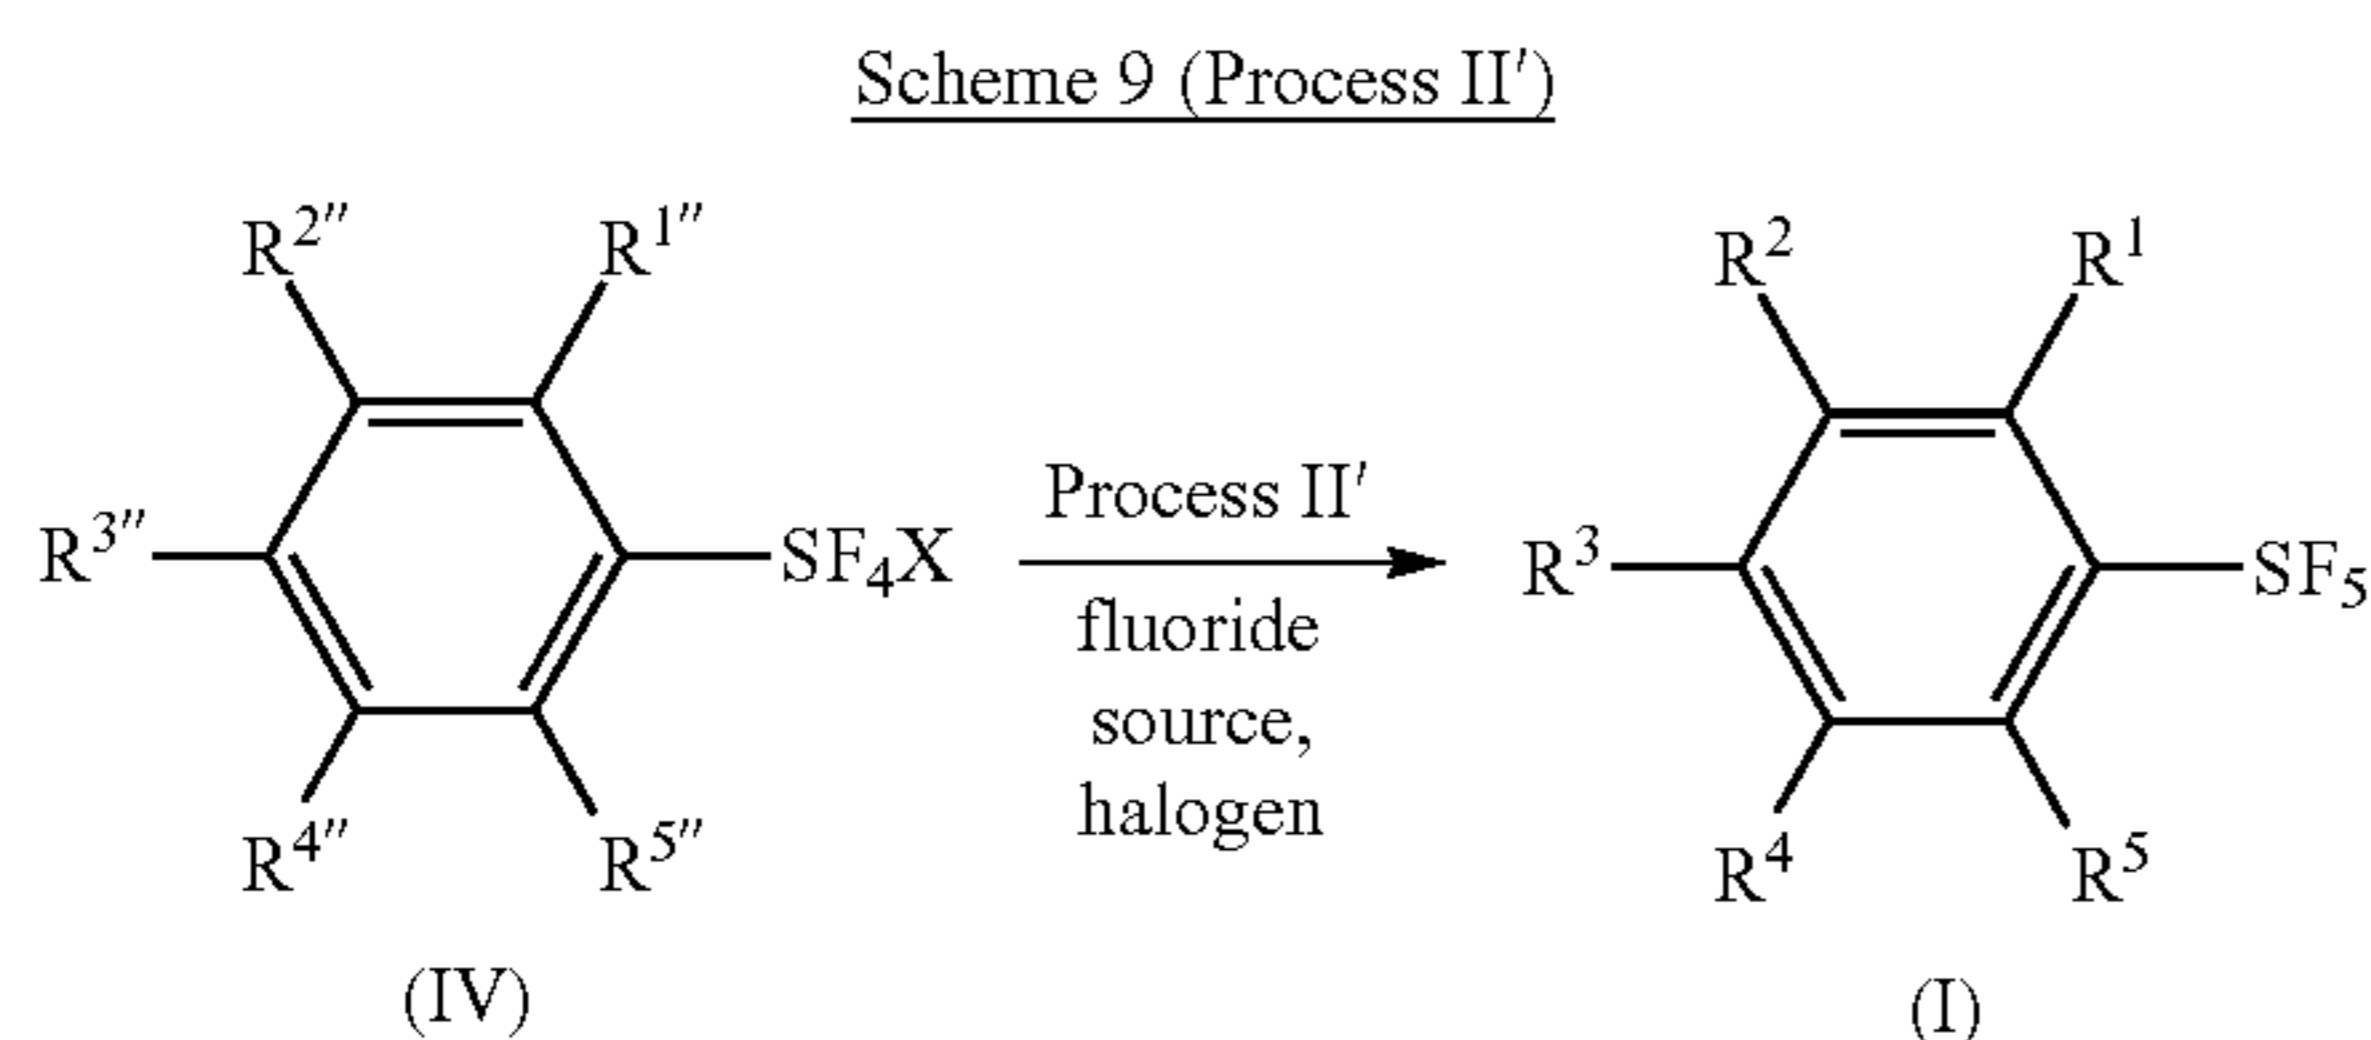 Scheme 9 (Process II′)
R2″ R1″
R3″ SF4X
R4″ R5″
(IV)
Process II′
fluoride
source,
halogen
R2 R1
R3 SF5
R4 R5
(I)